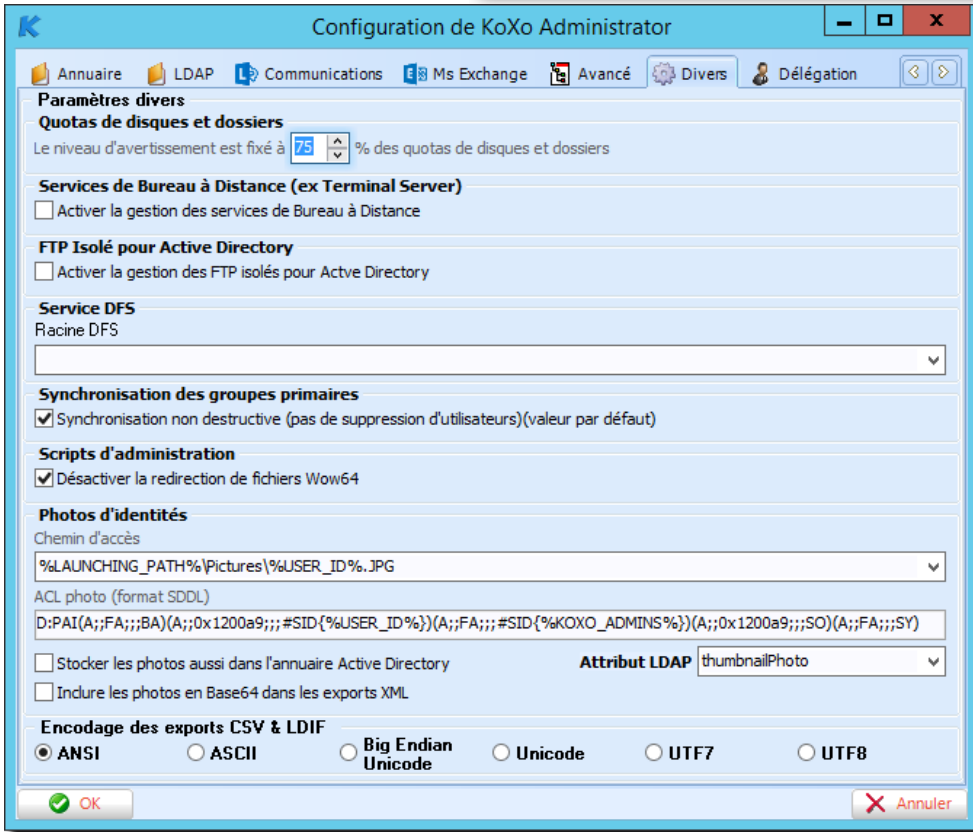 Configuration de KoXo Administrator
Annuaire LDAP Communications Ms Exchange Avancé Divers Délégation
Paramètres divers
Quotas de disques et dossiers
Le niveau d'avertissement est fixé à 75 % des quotas de disques et dossiers
Services de Bureau à Distance (ex Terminal Server)
Activer la gestion des services de Bureau à Distance
FTP Isolé pour Active Directory
Activer la gestion des FTP isolés pour Actve Directory
Service DFS
Racine DFS
Synchronisation des groupes primaires
Synchronisation non destructive (pas de suppression d'utilisateurs)(valeur par défaut)
Scripts d'administration
Désactiver la redirection de fichiers Wow64
Photos d'identités
Chemin d'accès
%LAUNCHING_PATH%\Pictures\%USER_ID%.JPG
ACL photo (format SDDL)
D:PAI(A;;FA;;;BA)(A;;0x1200a9;;;#SID{%USER_ID%})(A;;FA;;;#SID{%KOXO_ADMINS%})(A;;0x1200a9;;;SO)(A;;FA;;;SY)
Stocker les photos aussi dans l'annuaire Active Directory Attribut LDAP thumbnailPhoto
Inclure les photos en Base64 dans les exports XML
Encodage des exports CSV & LDIF
ANSI ASCII Big Endian Unicode Unicode UTF7 UTF8
OK Annuler